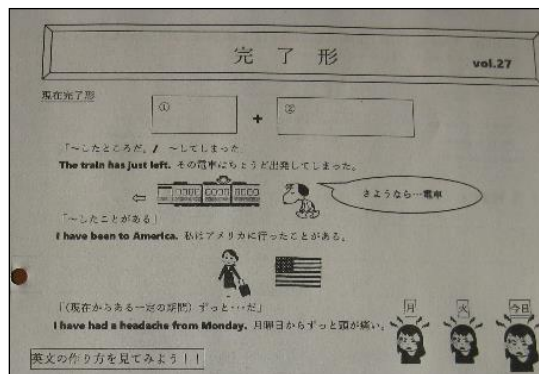 完了形
vol.27
現在完了形
① + ②
「～したところだ。/ ～してしまった
The train has just left. その電車はちょうど出発してしまった。
⇦
さようなら…電車
「～したことがある」
I have been to America. 私はアメリカに行ったことがある。
「(現在からある一定の期間) ずっと…だ」
月 火 今日
I have had a headache from Monday. 月曜日からずっと頭が痛い。
英文の作り方を見てみよう！！